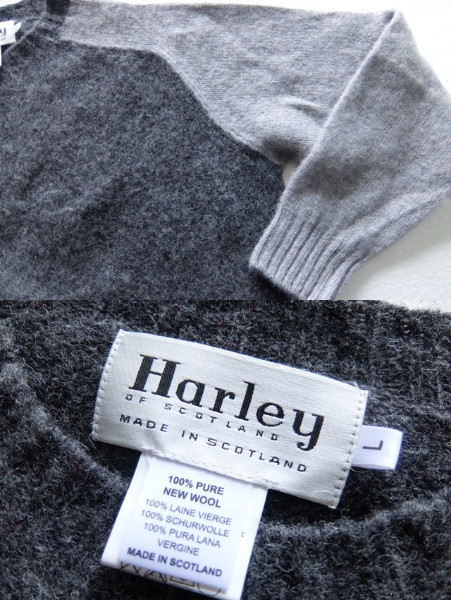 ley
Harley
OF SCOTLAND
MADE IN SCOTLAND
L
100% PURE
NEW WOOL
100% LAINE VIERGE
100% SCHURWOLLE
100% PURA LANA
VERGINE
MADE IN SCOTLAND